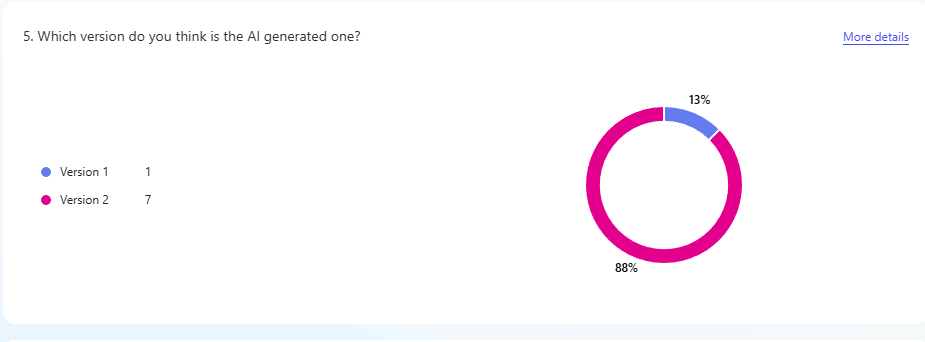 5. Which version do you think is the AI generated one?
More details
13%
Version 1 1
Version 2 7
88%